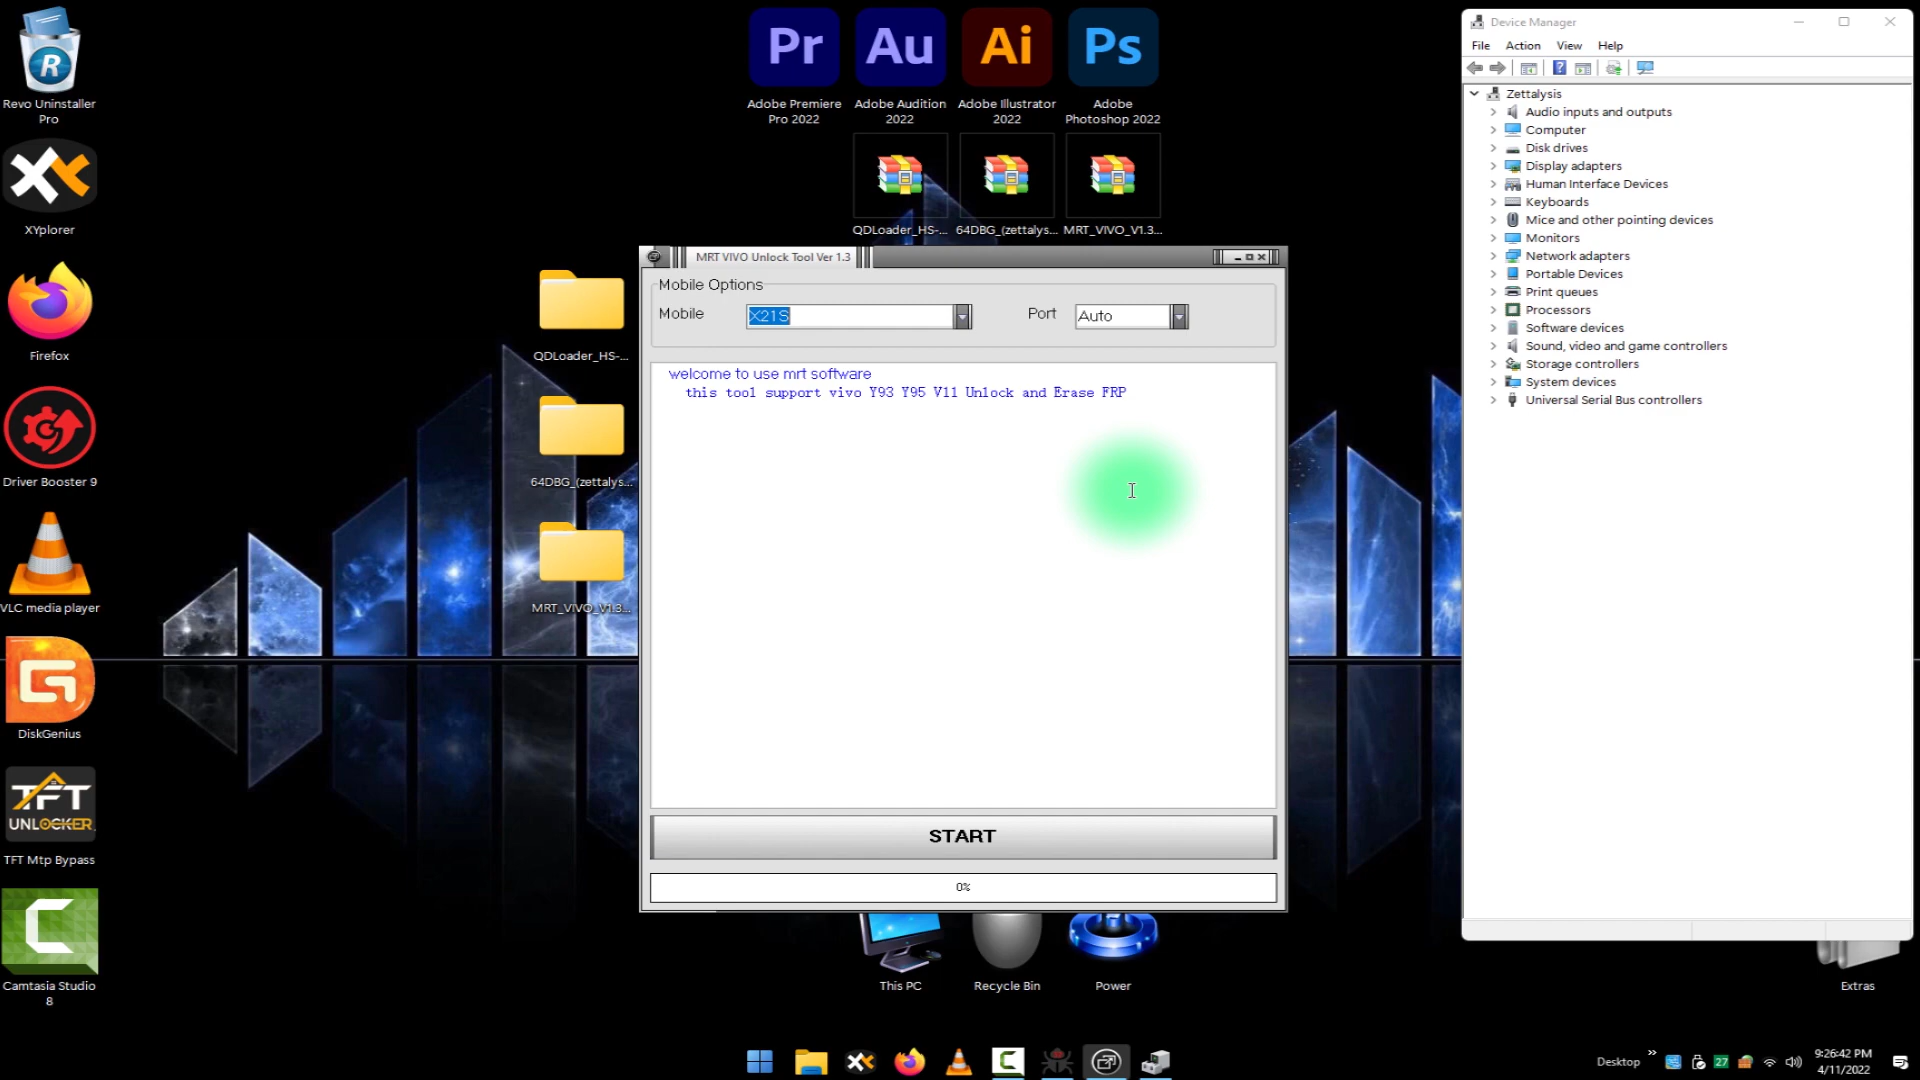 Revo Uninstaller
Pro
XYplorer
Firefox
Driver Booster 9
VLC media player
DiskGenius
TFT
UNLOCKER
TFT Mtp Bypass
Camtasia Studio
8
Pr
Au
Ai
Ps
Adobe Premiere
Pro 2022
Adobe Audition
2022
Adobe Illustrator
2022
Adobe
Photoshop 2022
QDLoader_HS-...
64DBG_(zettalys...
MRT_VIVO_V1.3...
QDLoader_HS-...
64DBG_(zettalys...
MRT_VIVO_V1.3...
MRT VIVO Unlock Tool Ver 1.3
Mobile Options
Mobile
X21S
Port
Auto
welcome to use mrt software
this tool support vivo Y93 Y95 V11 Unlock and Erase FRP
START
0%
This PC
Recycle Bin
Power
Extras
Device Manager
File
Action
View
Help
Zettalysis
Audio inputs and outputs
Computer
Disk drives
Display adapters
Human Interface Devices
Keyboards
Mice and other pointing devices
Monitors
Network adapters
Portable Devices
Print queues
Processors
Software devices
Sound, video and game controllers
Storage controllers
System devices
Universal Serial Bus controllers
Desktop
27
9:26:42 PM
4/11/2022